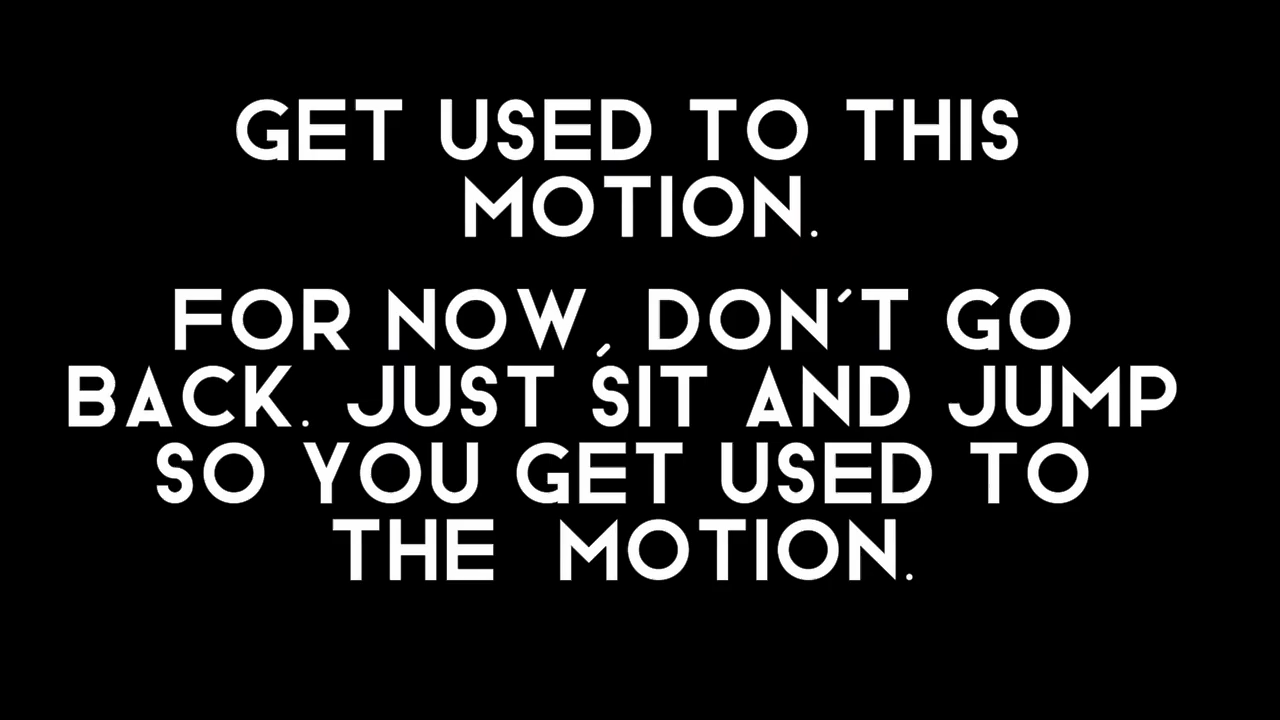 GET USED TO THIS
MOTION.
FOR NOW, DON'T GO
BACK. JUST SIT AND JUMP
SO YOU GET USED TO
THE MOTION.